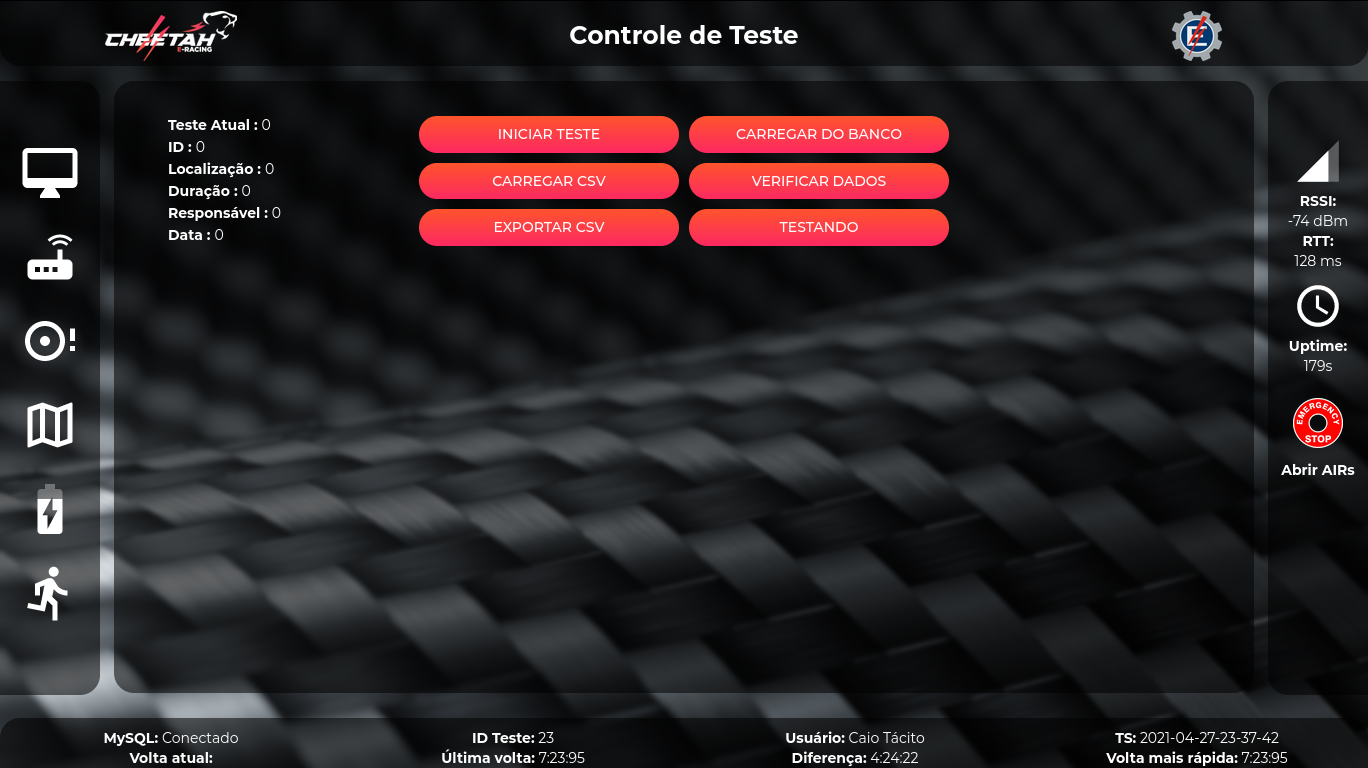 CHEETAH
E-RACING
Controle de Teste
E
Teste Atual : 0
ID : 0
Localização : 0
Duração : 0
Responsável : 0
Data : 0
INICIAR TESTE
CARREGAR DO BANCO
CARREGAR CSV
VERIFICAR DADOS
EXPORTAR CSV
TESTANDO
RSSI:
-74 dBm
RTT:
128 ms
Uptime:
179s
EMERGENCY
STOP
Abrir AIRs
MySQL: Conectado
Volta atual:
ID Teste: 23
Última volta: 7:23:95
Usuário: Caio Tácito
Diferença: 4:24:22
TS: 2021-04-27-23-37-42
Volta mais rápida: 7:23:95